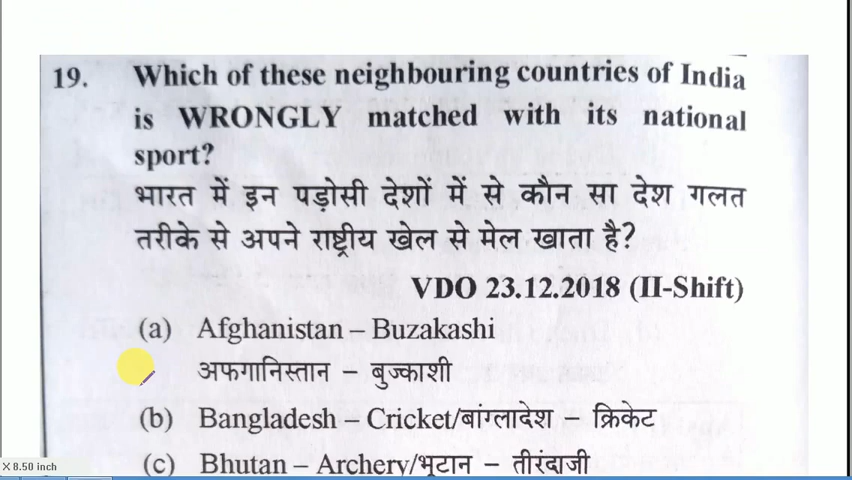 19. Which of these neighbouring countries of India
is WRONGLY matched with its national
sport?
भारत में इन पड़ोसी देशों में से कौन सा देश गलत
तरीके से अपने राष्ट्रीय खेल से मेल खाता है?
VDO 23.12.2018 (II-Shift)
(a) Afghanistan – Buzakashi
अफगानिस्तान – बुज्काशी
(b) Bangladesh – Cricket/बांग्लादेश – क्रिकेट
(c) Bhutan – Archery/भूटान – तीरंदाजी
X 8.50 inch